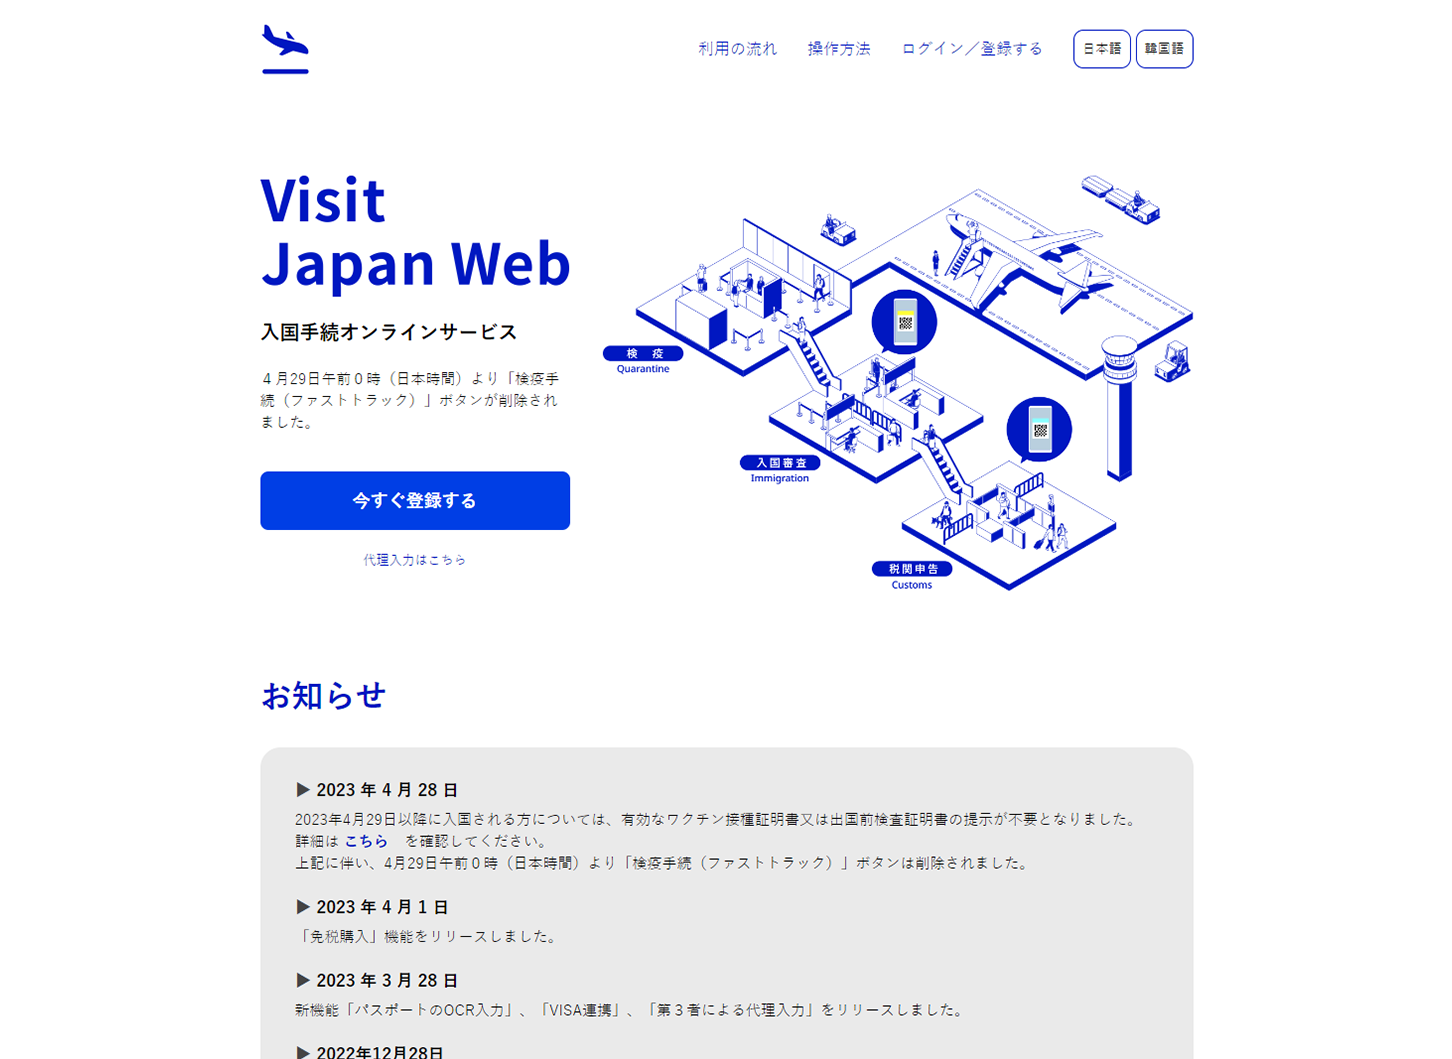 利用の流れ 操作方法 ログイン／登録する 日本語 韓国語
Visit
Japan Web
入国手続オンラインサービス
４月29日午前０時（日本時間）より「検疫手
続（ファストトラック）」ボタンが削除され
ました。
今すぐ登録する
代理入力はこちら
検 疫
Quarantine
入国審査
Immigration
税関申告
Customs
お知らせ
▶ 2023 年 4 月 28 日
2023年4月29日以降に入国される方については、有効なワクチン接種証明書又は出国前検査証明書の提示が不要となりました。
詳細は こちら　を確認してください。
上記に伴い、4月29日午前０時（日本時間）より「検疫手続（ファストトラック）」ボタンは削除されました。
▶ 2023 年 4 月 1 日
「免税購入」機能をリリースしました。
▶ 2023 年 3 月 28 日
新機能「パスポートのOCR入力」、「VISA連携」、「第３者による代理入力」をリリースしました。
▶ 2022年12月28日